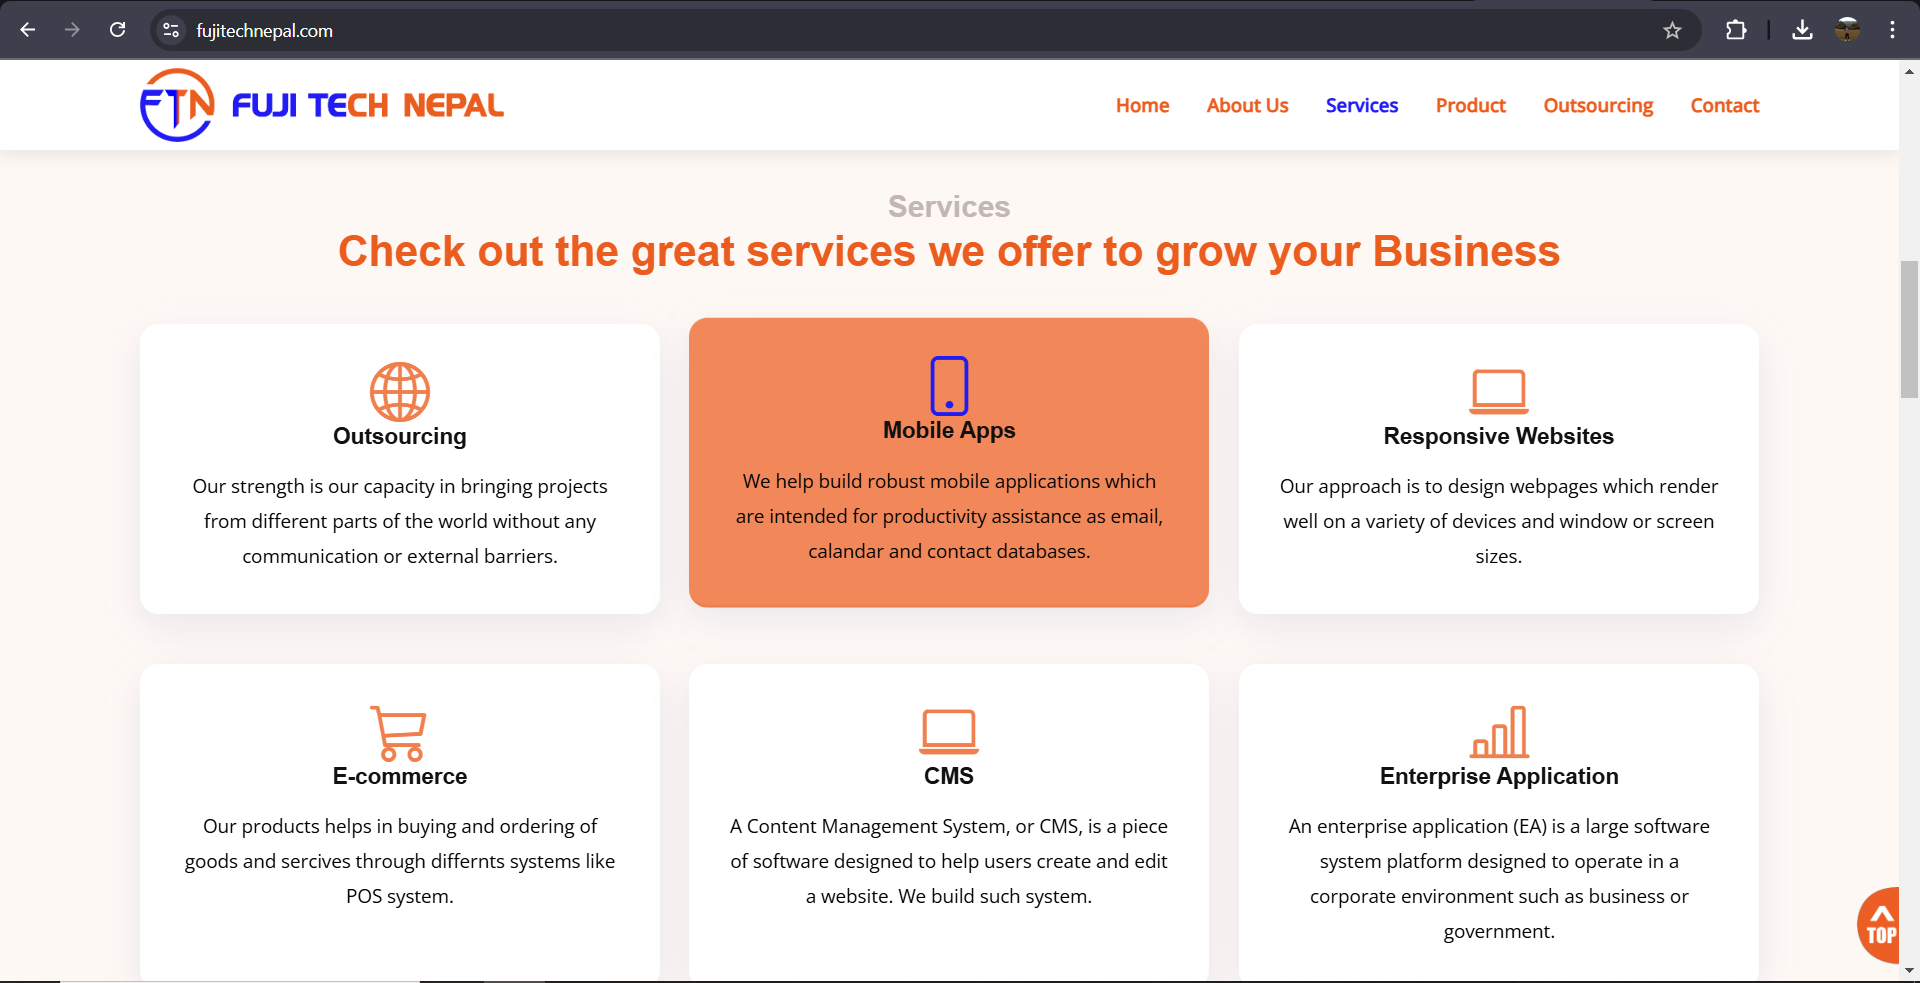 fujitechnepal.com
FTN FUJI TECH NEPAL
Home About Us Services Product Outsourcing Contact
Services
Check out the great services we offer to grow your Business
Outsourcing
Our strength is our capacity in bringing projects
from different parts of the world without any
communication or external barriers.
Mobile Apps
We help build robust mobile applications which
are intended for productivity assistance as email,
calandar and contact databases.
Responsive Websites
Our approach is to design webpages which render
well on a variety of devices and window or screen
sizes.
E-commerce
Our products helps in buying and ordering of
goods and sercives through differnts systems like
POS system.
CMS
A Content Management System, or CMS, is a piece
of software designed to help users create and edit
a website. We build such system.
Enterprise Application
An enterprise application (EA) is a large software
system platform designed to operate in a
corporate environment such as business or
government.
TOP